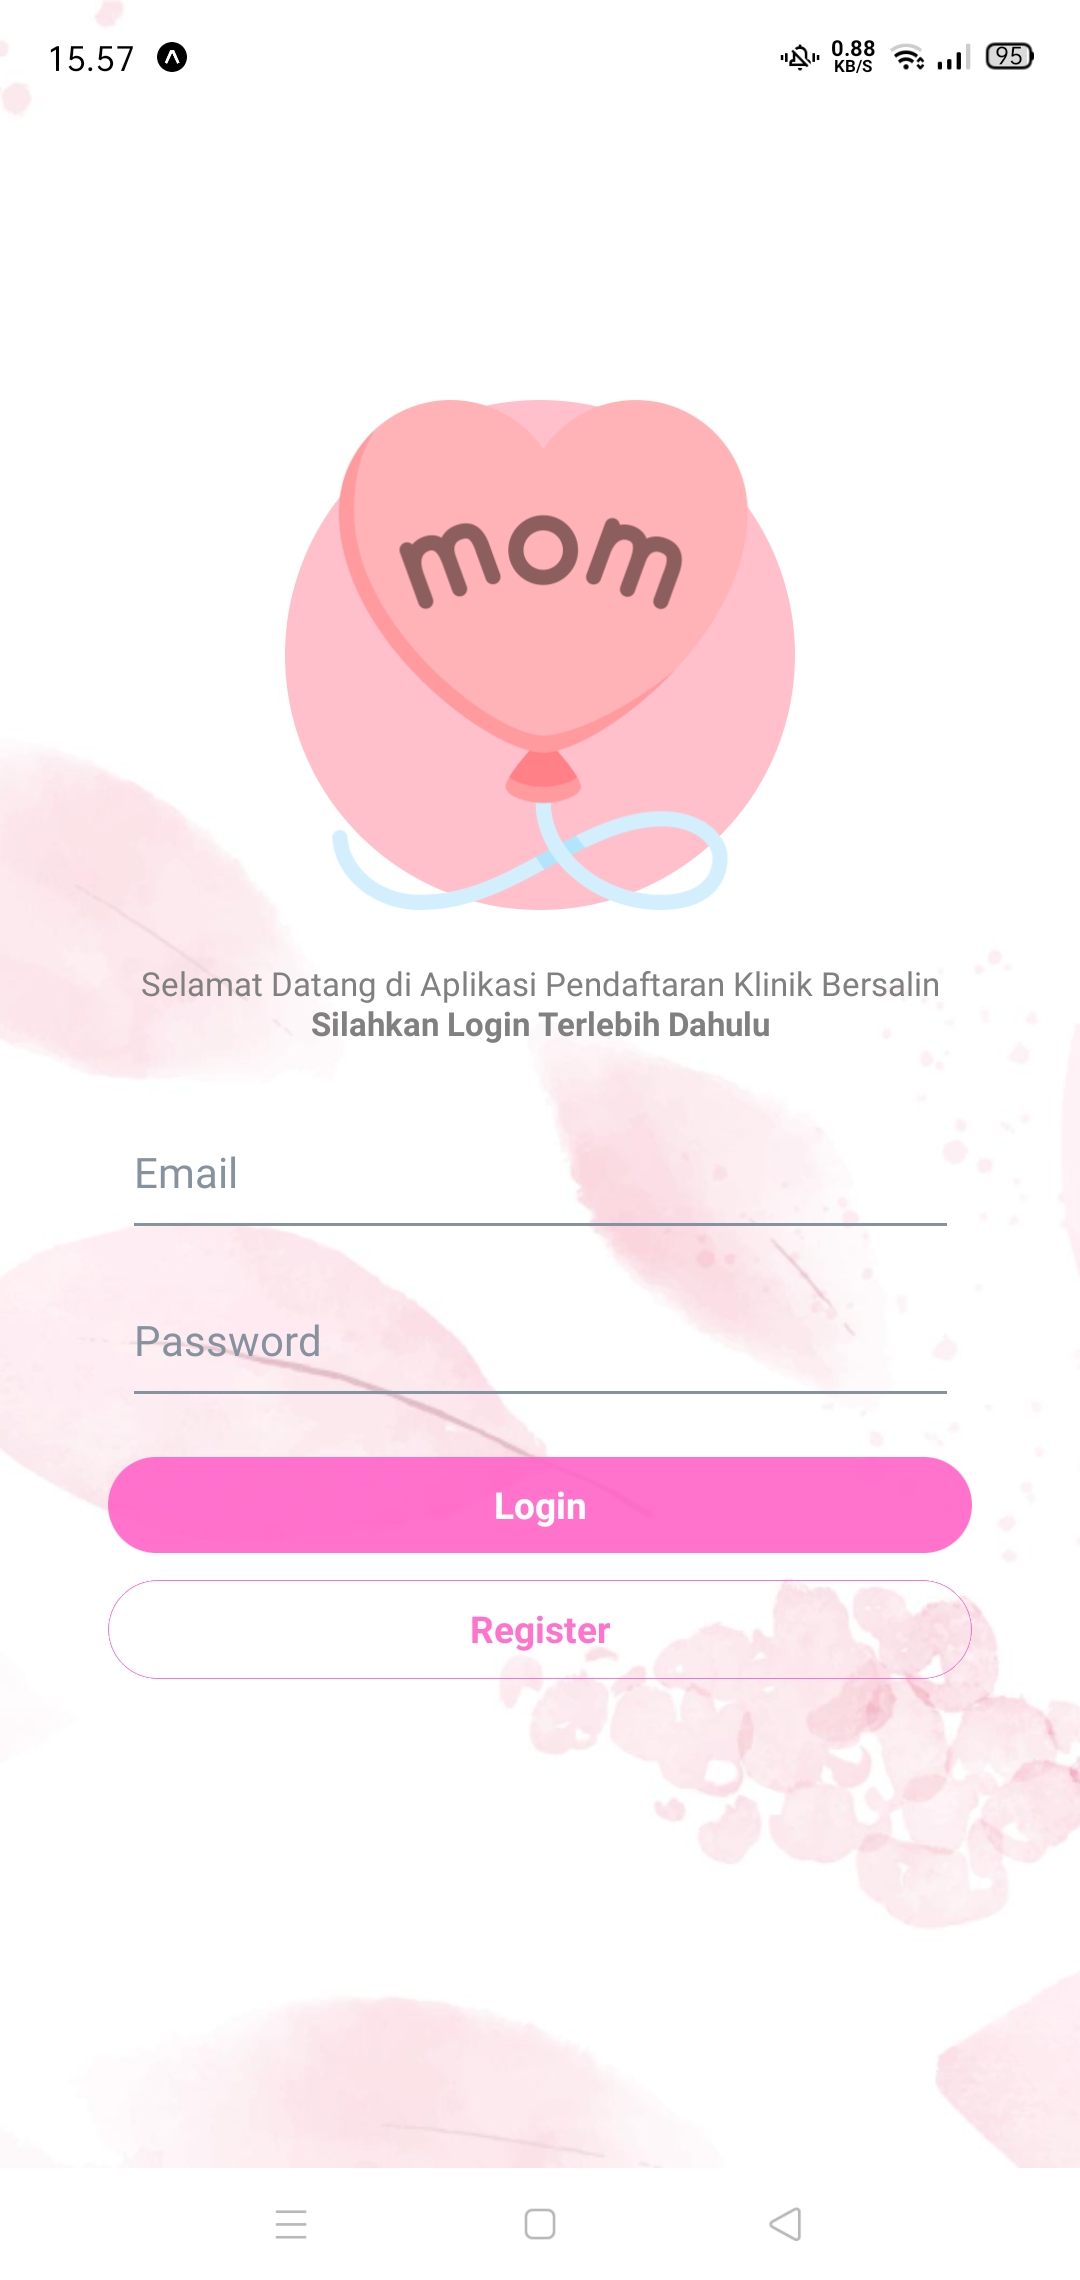 15.57
0.88
KB/S
95
mom
Selamat Datang di Aplikasi Pendaftaran Klinik Bersalin
Silahkan Login Terlebih Dahulu
Email
Password
Login
Register